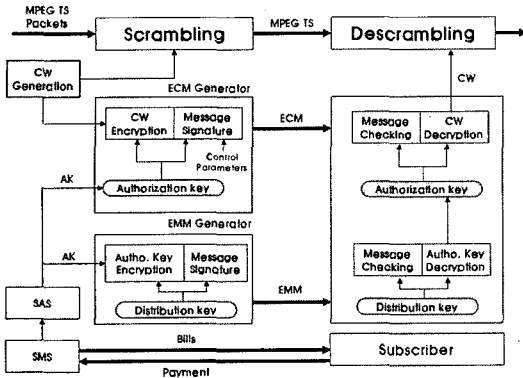 MPEG TS
Packets
Scrambling
MPEG TS
Descrambling
CW
Generation
CW
ECM Generator
CW
Encryption
Message
Signature
Control
Parameters
Authorization key
AK
ECM
Message
Checking
CW
Decryption
Authorization key
EMM Generator
AK
Autho. Key
Encryption
Message
Signature
Distribution key
EMM
Message
Checking
Autho. Key
Decryption
Distribution key
SAS
SMS
Bills
Payment
Subscriber